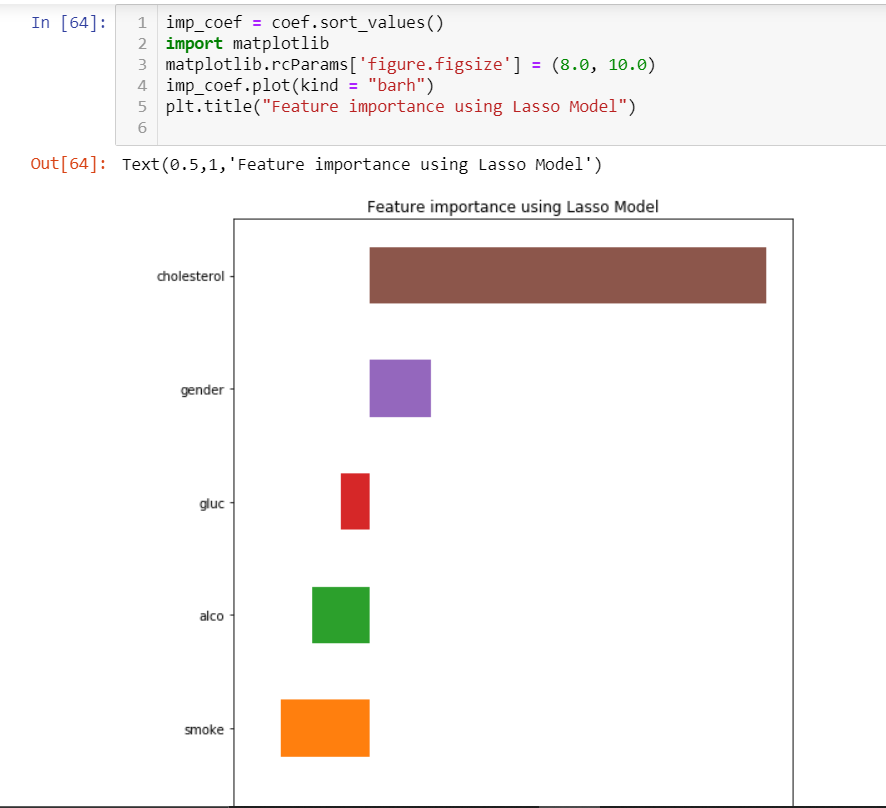 In [64]:
1 imp_coef = coef.sort_values()
2 import matplotlib
3 matplotlib.rcParams['figure.figsize'] = (8.0, 10.0)
4 imp_coef.plot(kind = "barh")
5 plt.title("Feature importance using Lasso Model")
6
Out[64]: Text(0.5,1,'Feature importance using Lasso Model')
Feature importance using Lasso Model
cholesterol
gender
gluc
alco
smoke